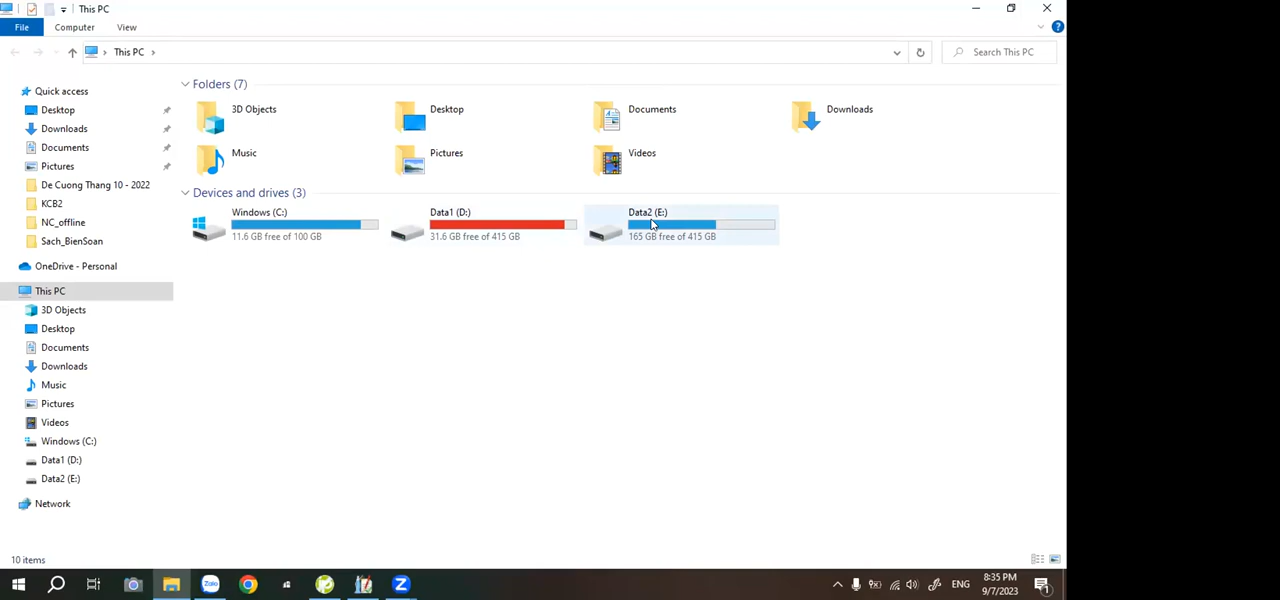 This PC
File
Computer
View
This PC
Search This PC
Quick access
Desktop
Downloads
Documents
Pictures
De Cuong Thang 10 - 2022
KCB2
NC_offline
Sach_BienSoan
OneDrive - Personal
This PC
3D Objects
Desktop
Documents
Downloads
Music
Pictures
Videos
Windows (C:)
Data1 (D:)
Data2 (E:)
Network
Folders (7)
3D Objects
Desktop
Documents
Downloads
Music
Pictures
Videos
Devices and drives (3)
Windows (C:)
11.6 GB free of 100 GB
Data1 (D:)
31.6 GB free of 415 GB
Data2 (E:)
165 GB free of 415 GB
10 items
Zalo
ENG
8:35 PM
9/7/2023
1